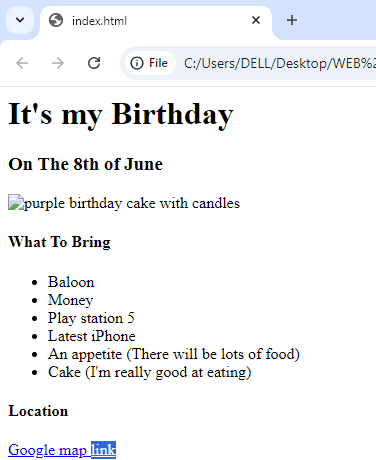 index.html
File C:/Users/DELL/Desktop/WEB%2
It's my Birthday
On The 8th of June
purple birthday cake with candles
What To Bring
Baloon
Money
Play station 5
Latest iPhone
An appetite (There will be lots of food)
Cake (I'm really good at eating)
Location
Google map link